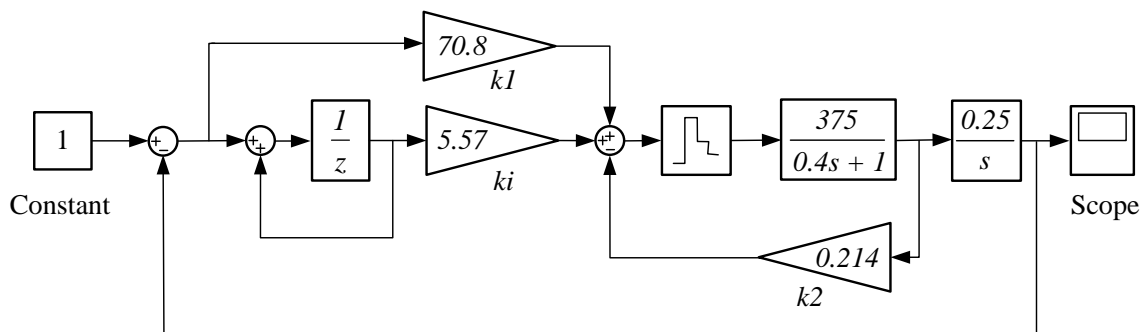 70.8
k1
1
Constant
+
−
+
+
1
z
5.57
ki
+
+
−
375
0.4s + 1
0.25
s
Scope
0.214
k2